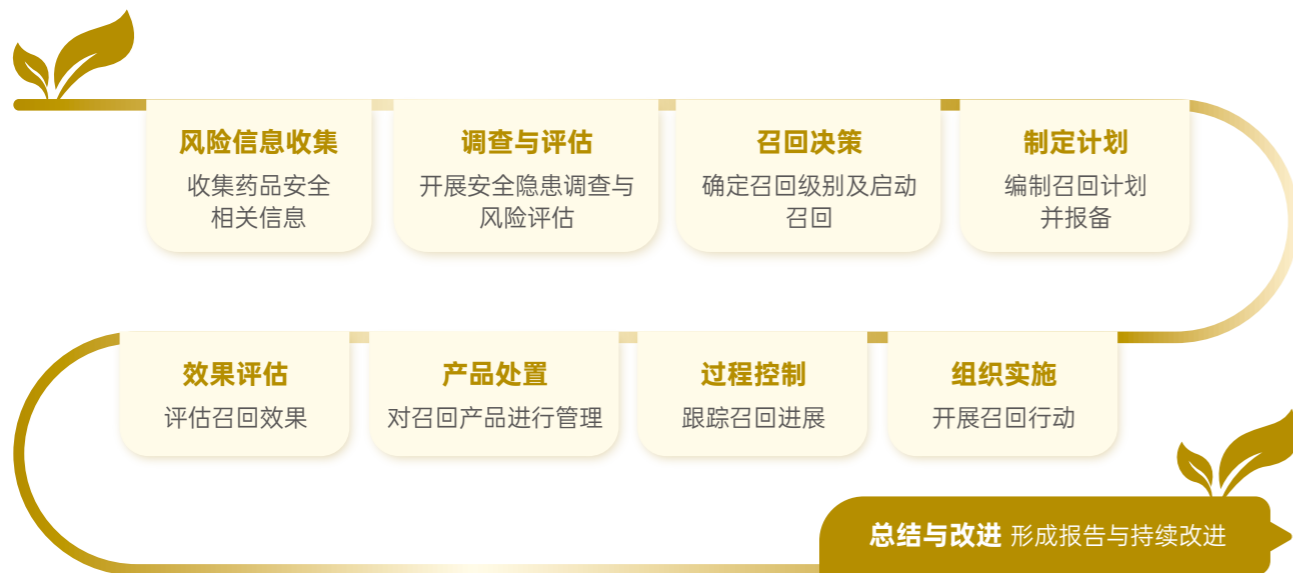 风险信息收集
收集药品安全
相关信息
调查与评估
开展安全隐患调查与
风险评估
召回决策
确定召回级别及启动
召回
制定计划
编制召回计划
并报备
效果评估
评估召回效果
产品处置
对召回产品进行管理
过程控制
跟踪召回进展
组织实施
开展召回行动
总结与改进 形成报告与持续改进